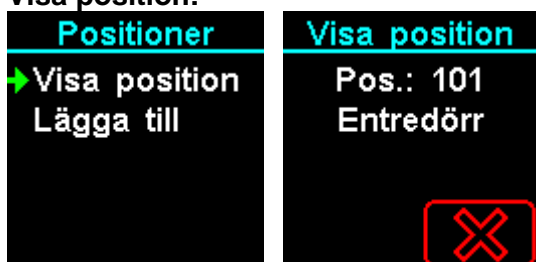 Visa position:
Positioner
Visa position
Lägga till
Visa position
Pos.: 101
Entredörr